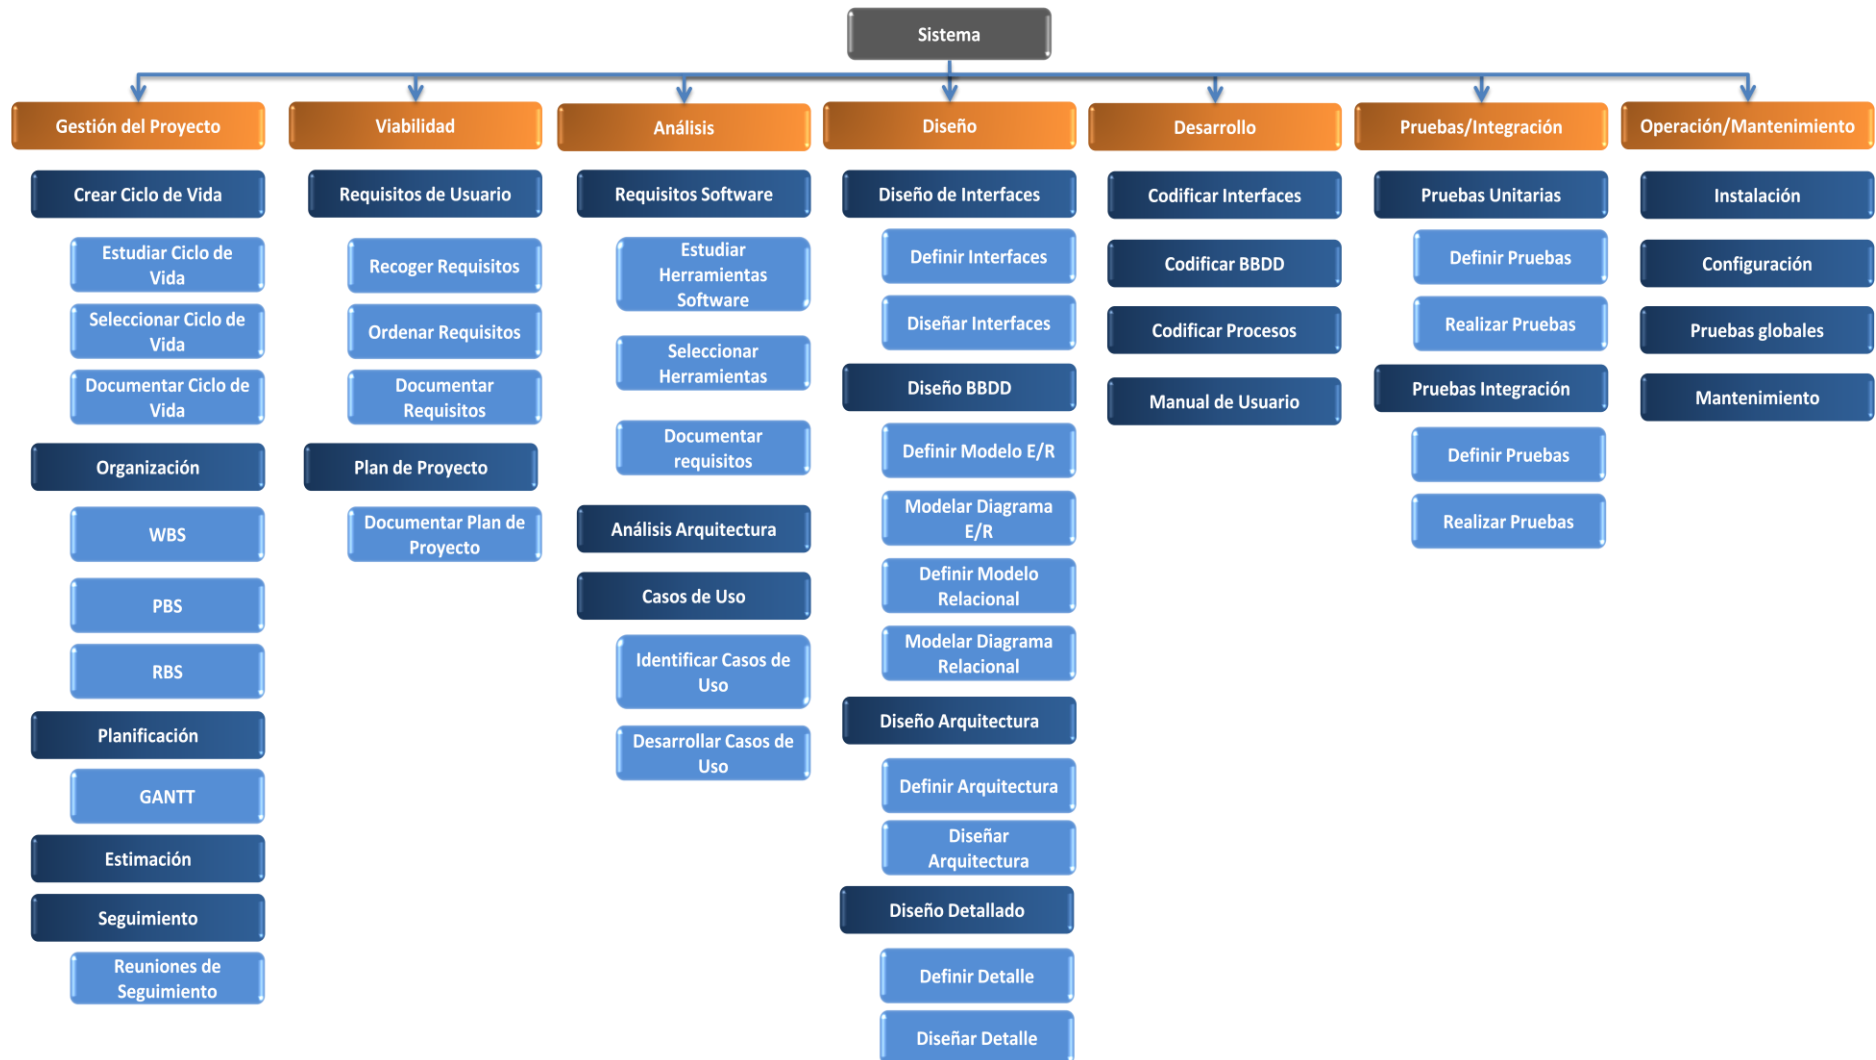 Sistema
Gestión del Proyecto
Crear Ciclo de Vida
Estudiar Ciclo de
Vida
Seleccionar Ciclo de
Vida
Documentar Ciclo de
Vida
Organización
WBS
PBS
RBS
Planificación
GANTT
Estimación
Seguimiento
Reuniones de
Seguimiento
Viabilidad
Requisitos de Usuario
Recoger Requisitos
Ordenar Requisitos
Documentar
Requisitos
Plan de Proyecto
Documentar Plan de
Proyecto
Análisis
Requisitos Software
Estudiar
Herramientas
Software
Seleccionar
Herramientas
Documentar
requisitos
Análisis Arquitectura
Casos de Uso
Identificar Casos de
Uso
Desarrollar Casos de
Uso
Diseño
Diseño de Interfaces
Definir Interfaces
Diseñar Interfaces
Diseño BBDD
Definir Modelo E/R
Modelar Diagrama
E/R
Definir Modelo
Relacional
Modelar Diagrama
Relacional
Diseño Arquitectura
Definir Arquitectura
Diseñar
Arquitectura
Diseño Detallado
Definir Detalle
Diseñar Detalle
Desarrollo
Codificar Interfaces
Codificar BBDD
Codificar Procesos
Manual de Usuario
Pruebas/Integración
Pruebas Unitarias
Definir Pruebas
Realizar Pruebas
Pruebas Integración
Definir Pruebas
Realizar Pruebas
Operación/Mantenimiento
Instalación
Configuración
Pruebas globales
Mantenimiento